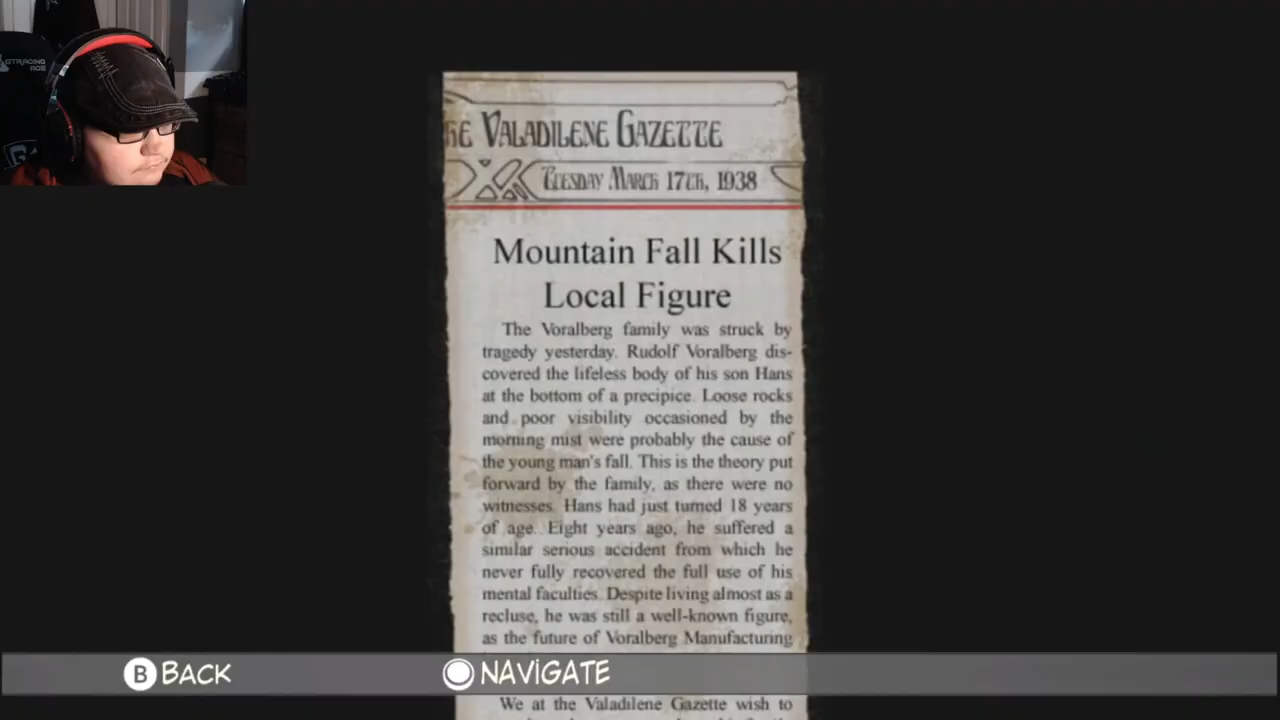 GTRACING
THE VALADILENE GAZETTE
TUESDAY MARCH 17TH, 1938
Mountain Fall Kills
Local Figure
The Voralberg family was struck by
tragedy yesterday. Rudolf Voralberg dis-
covered the lifeless body of his son Hans
at the bottom of a precipice. Loose rocks
and poor visibility occasioned by the
morning mist were probably the cause of
the young man's fall. This is the theory put
forward by the family, as there were no
witnesses. Hans had just turned 18 years
of age. Eight years ago, he suffered a
similar serious accident from which he
never fully recovered the full use of his
mental faculties. Despite living almost as a
recluse, he was still a well-known figure,
as the future of Voralberg Manufacturing
B BACK
NAVIGATE
We at the Valadilene Gazette wish to